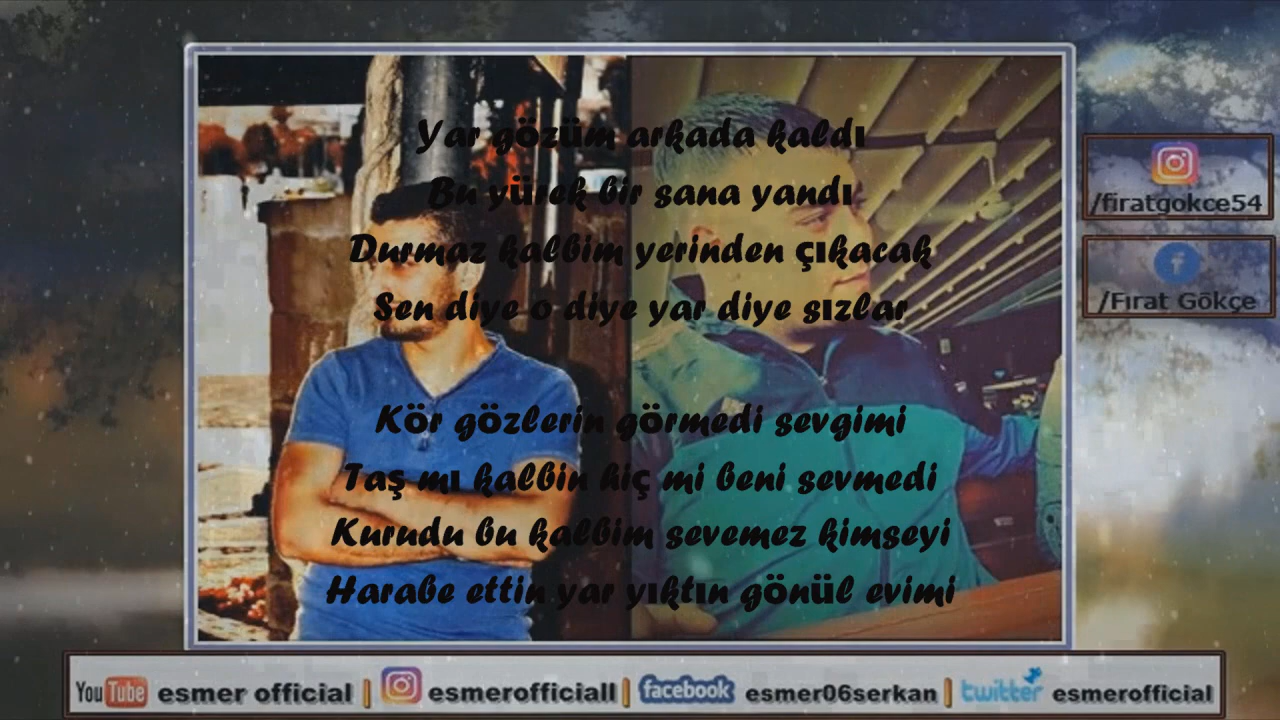 Yar gözüm arkada kaldı
Bu yürek bir sana yandı
Durmaz kalbim yerinden çıkacak
Sen diye o diye yar diye sızlar
Kör gözlerin görmedi sevgimi
Taş mı kalbin hiç mi beni sevmedi
Kurudu bu kalbim sevemez kimseyi
Harabe ettin yar yıktın gönül evimi
/firatgokce54
/Fırat Gökçe
YouTube esmer official | esmerofficiall | facebook esmer06serkan | twitter esmerofficial